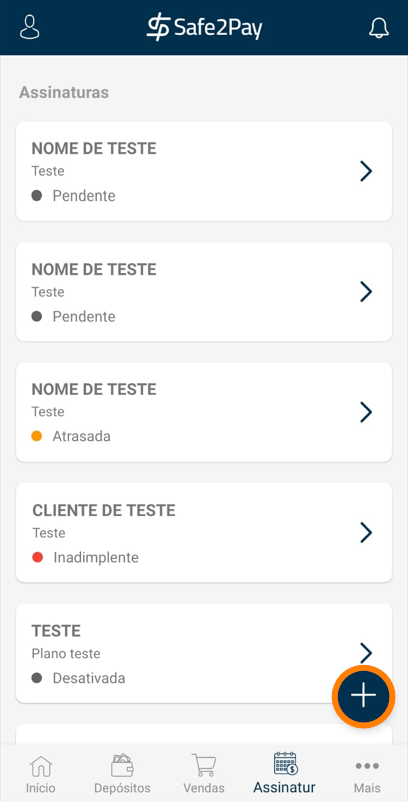 Safe2Pay
Assinaturas
NOME DE TESTE
Teste
Pendente
NOME DE TESTE
Teste
Pendente
NOME DE TESTE
Teste
Atrasada
CLIENTE DE TESTE
Teste
Inadimplente
TESTE
Plano teste
Desativada
Início Depósitos Vendas Assinatur Mais